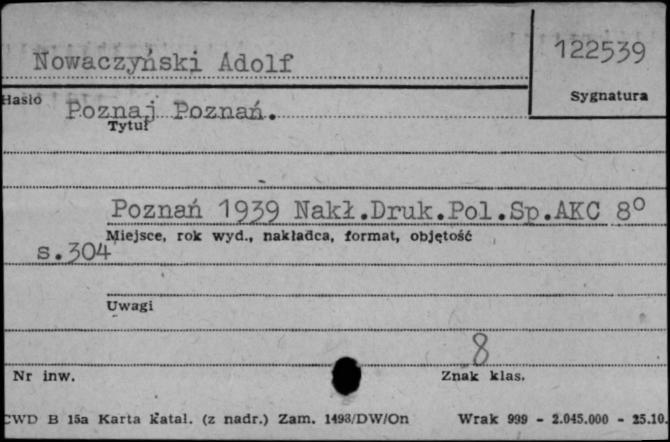 122539
Nowaczyński Adolf
Hasło
Sygnatura
Poznaj Poznań.
Tytuł
Poznań 1939 Nakł.Druk.Pol.Sp.AKC 8°
Miejsce, rok wyd., nakładca, format, objętość
s.304
Uwagi
8
Nr inw.
Znak klas.
CWD B 15a Karta katal. (z nadr.) Zam. 1493/DW/On Wrak 999 - 2.045.000 - 25.10.